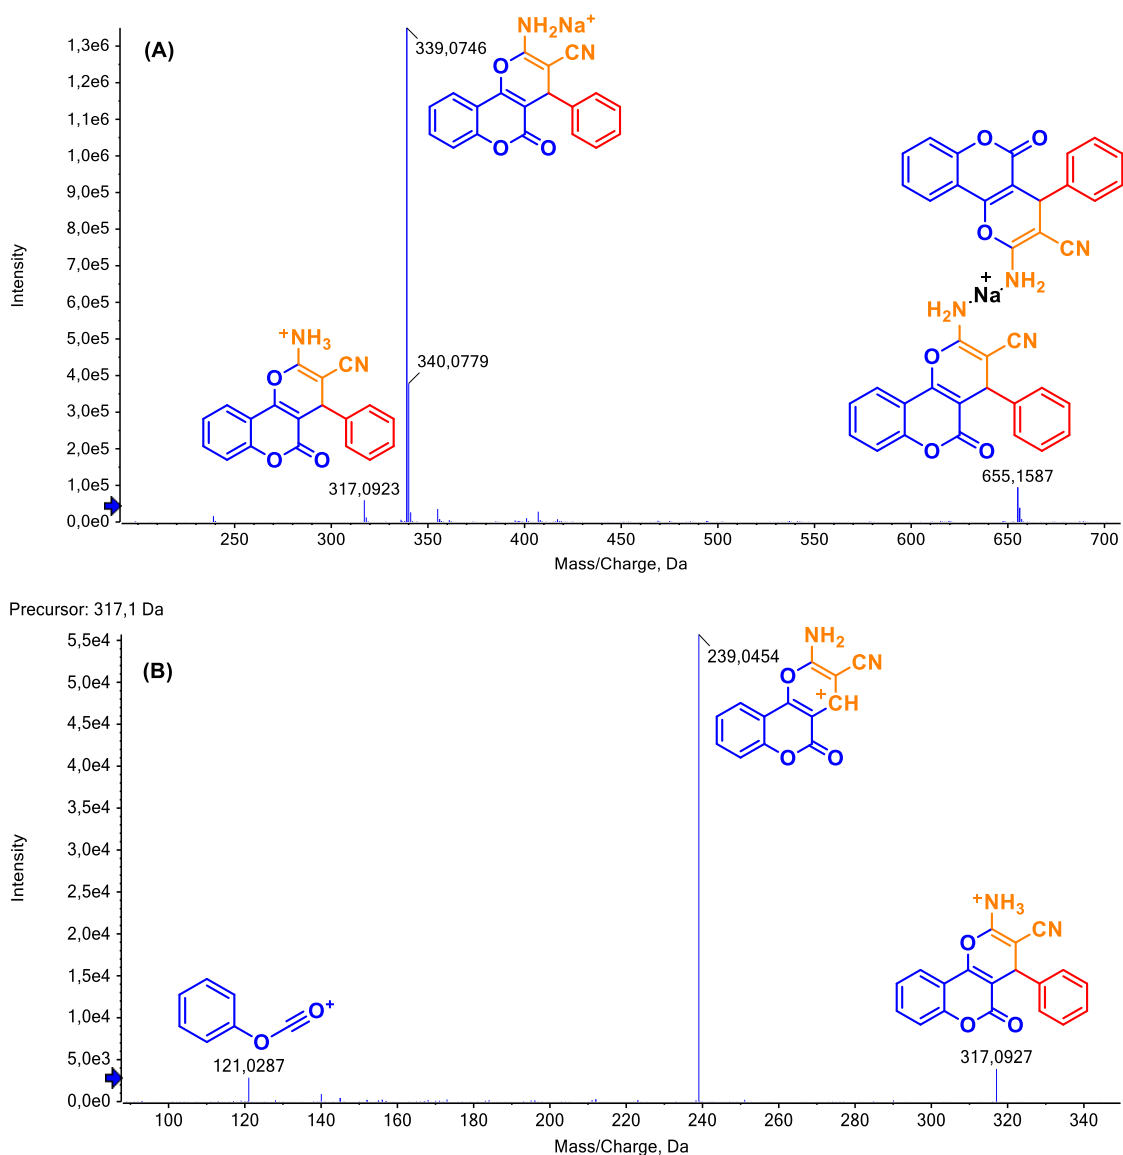 (A)
Intensity
1,3e6
1,2e6
1,1e6
1,0e6
9,0e5
8,0e5
7,0e5
6,0e5
5,0e5
4,0e5
3,0e5
2,0e5
1,0e5
0,0e0
339,0746
340,0779
317,0923
655,1587
NH2Na+
CN
O
O
O
+NH3
CN
O
O
O
O
O
O
CN
NH2
+
Na
H2N
CN
O
O
O
250
300
350
400
450
500
550
600
650
700
Mass/Charge, Da
Precursor: 317,1 Da
(B)
Intensity
5,5e4
5,0e4
4,5e4
4,0e4
3,5e4
3,0e4
2,5e4
2,0e4
1,5e4
1,0e4
5,0e3
0,0e0
239,0454
NH2
CN
O
+
CH
O
O
O+
O
121,0287
+NH3
CN
O
O
O
317,0927
100
120
140
160
180
200
220
240
260
280
300
320
340
Mass/Charge, Da